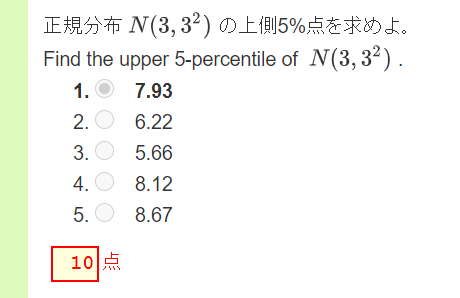 正規分布 N(3, 3²) の上側5%点を求めよ。
Find the upper 5-percentile of N(3, 3²) .
1. 7.93
2. 6.22
3. 5.66
4. 8.12
5. 8.67
10 点